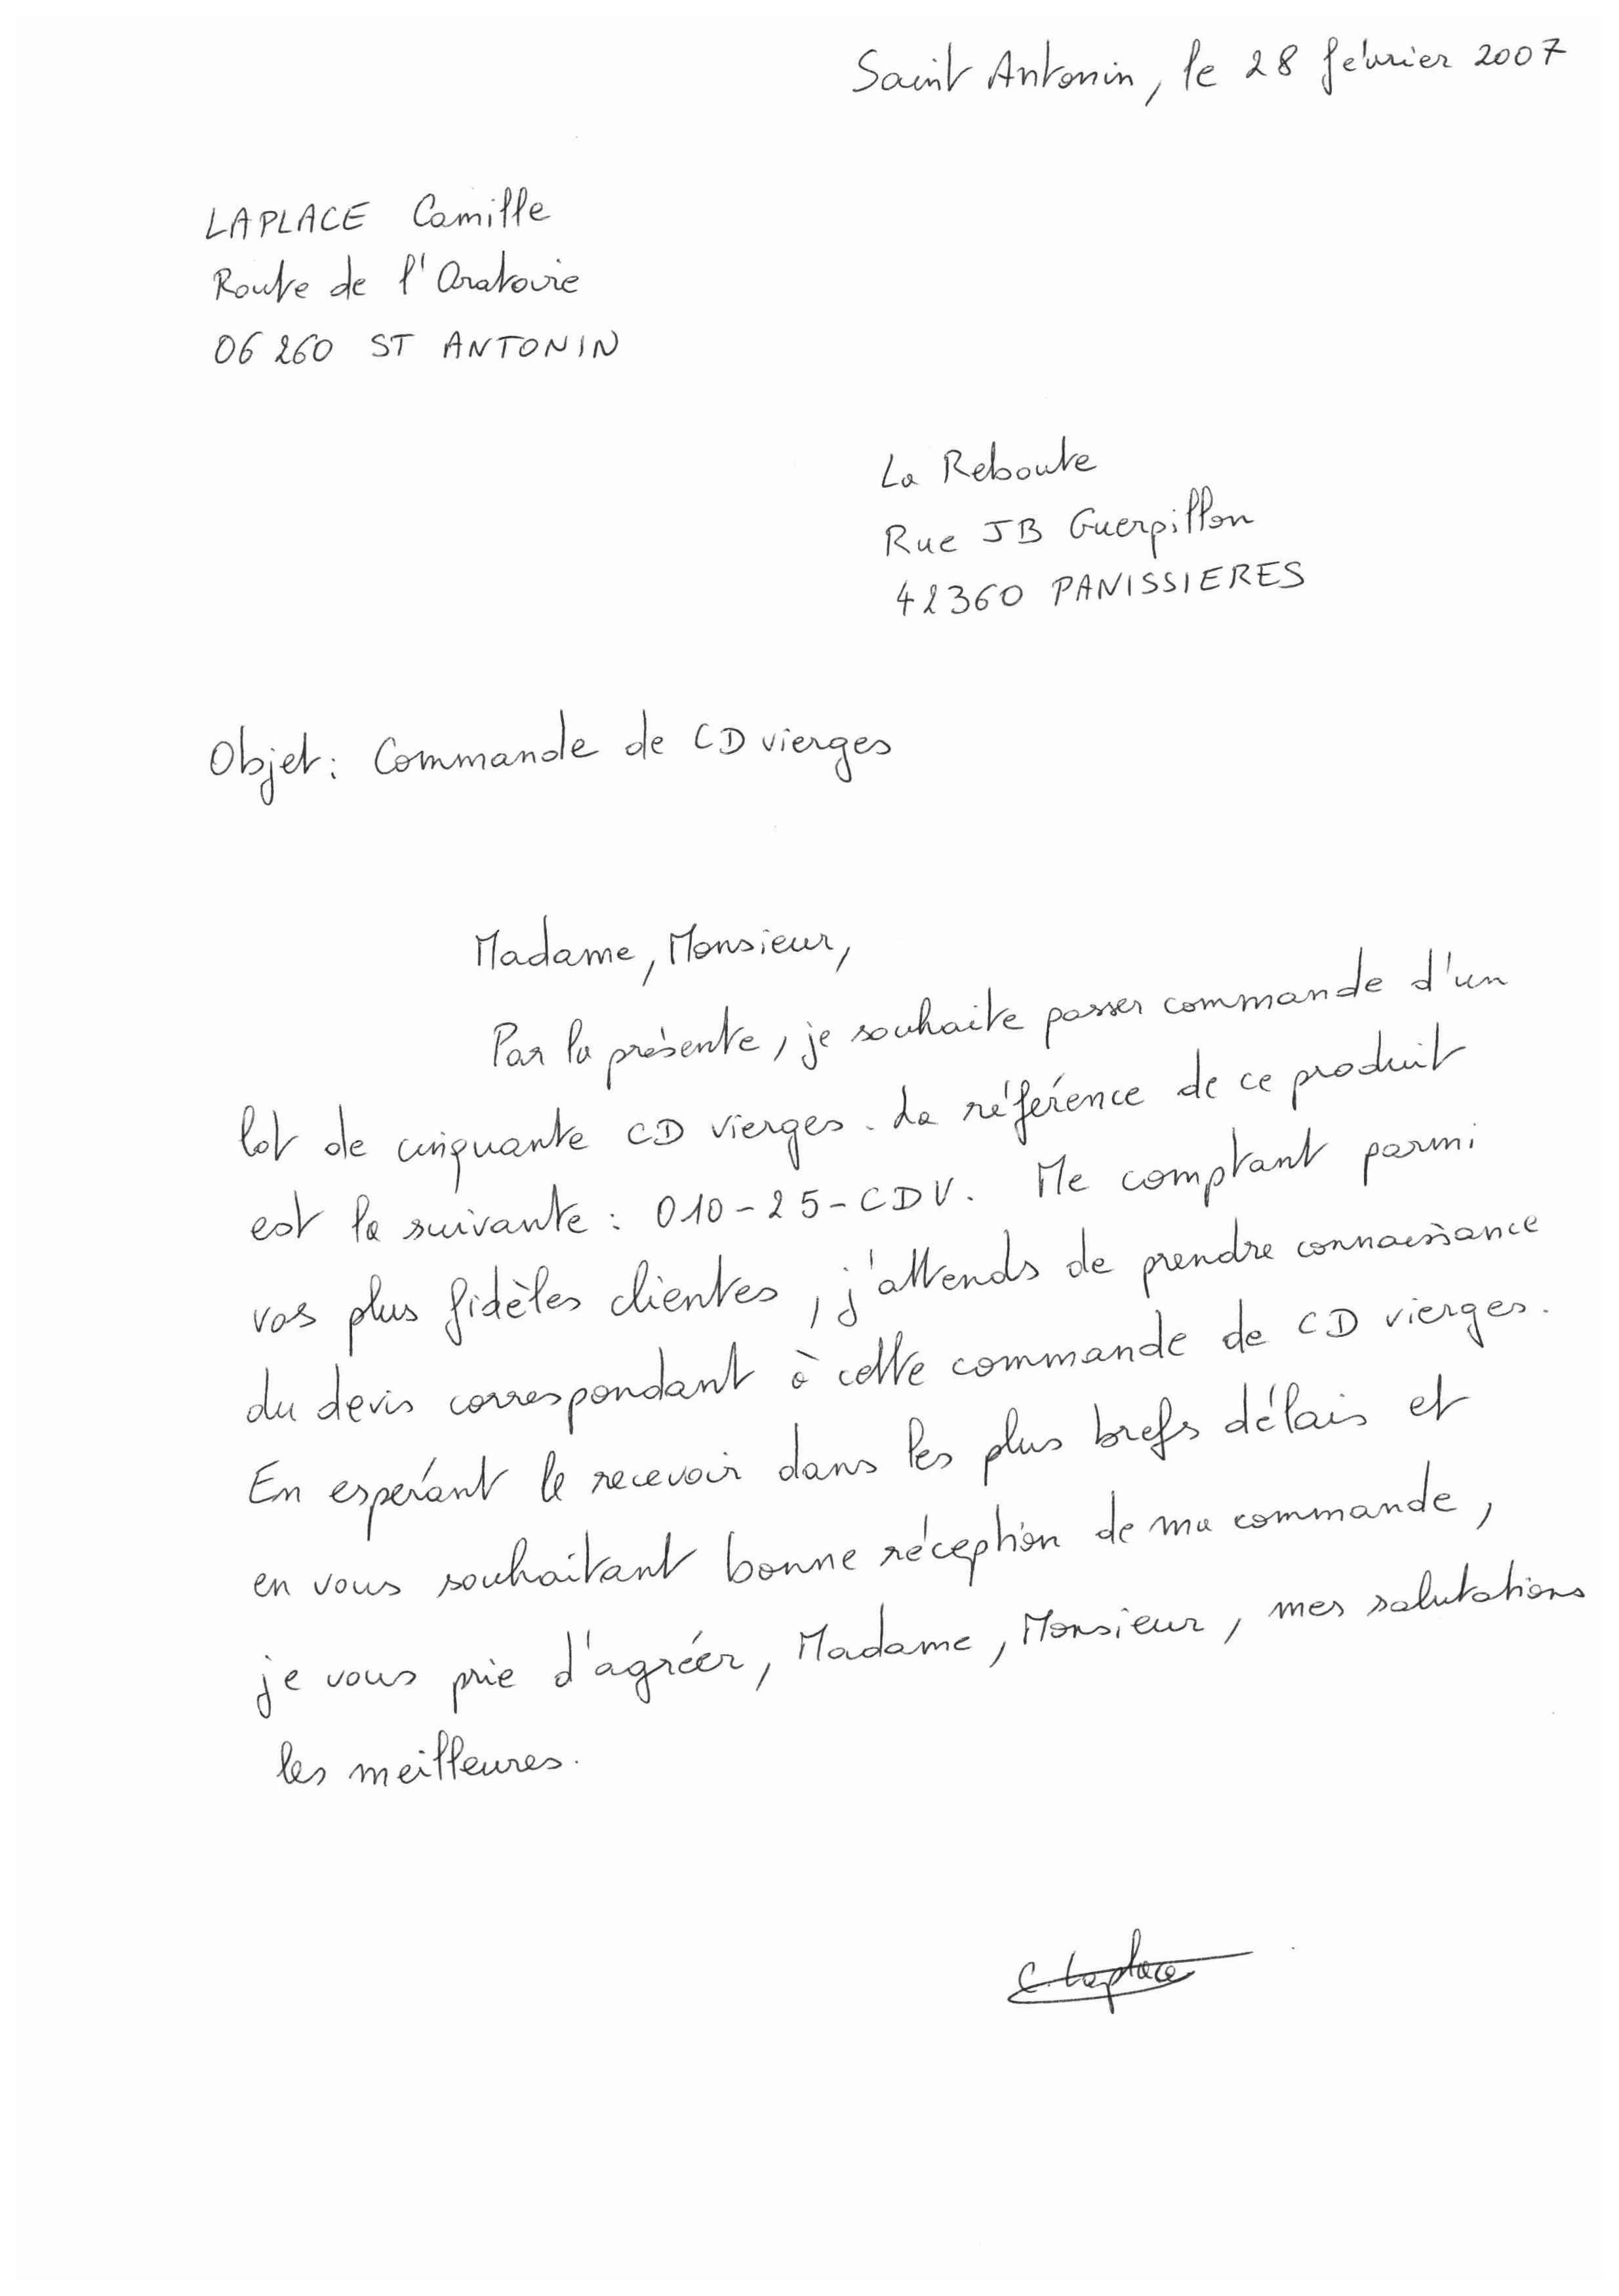 Saint Antonin, le 28 février 2007
LAPLACE Camille
Route de l'Oratoire
06 260 ST ANTONIN
La Reboute
Rue JB Guerpillon
42360 PANISSIERES
Objet : Commande de CD vierges
Madame, Monsieur,
Par la présente, je souhaite passer commande d'un
lot de cinquante CD vierges. La référence de ce produit
est la suivante : 010-25-CDV. Me comptant parmi
vos plus fidèles clientes, j'attends de prendre connaissance
du devis correspondant à cette commande de CD vierges.
En espérant le recevoir dans les plus brefs délais et
en vous souhaitant bonne réception de ma commande,
je vous prie d'agréer, Madame, Monsieur, mes salutations
les meilleures.
C. Laplace